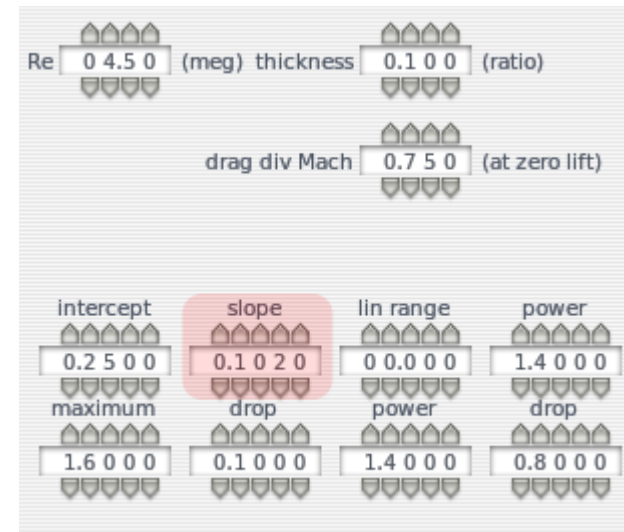 Re 0 4.5 0 (meg) thickness 0.1 0 0 (ratio)
drag div Mach 0.7 5 0 (at zero lift)
intercept slope lin range power
0.2 5 0 0 0.1 0 2 0 0 0.0 0 0 1.4 0 0 0
maximum drop power drop
1.6 0 0 0 0.1 0 0 0 1.4 0 0 0 0.8 0 0 0